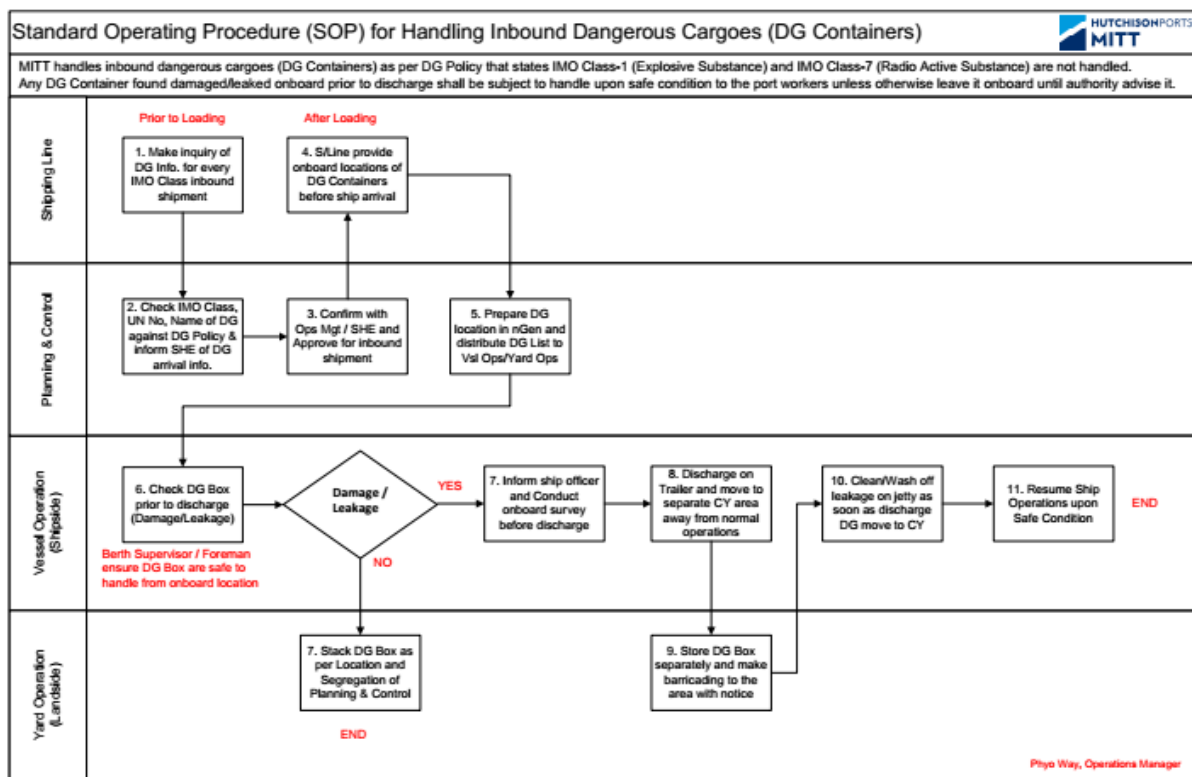 Standard Operating Procedure (SOP) for Handling Inbound Dangerous Cargoes (DG Containers)
HUTCHISON PORTS
MITT
MITT handles inbound dangerous cargoes (DG Containers) as per DG Policy that states IMO Class-1 (Explosive Substance) and IMO Class-7 (Radio Active Substance) are not handled.
Any DG Container found damaged/leaked onboard prior to discharge shall be subject to handle upon safe condition to the port workers unless otherwise leave it onboard until authority advise it.
Shipping Line
Prior to Loading
After Loading
1. Make inquiry of
DG Info. for every
IMO Class inbound
shipment
4. S/Line provide
onboard locations of
DG Containers
before ship arrival
Planning & Control
2. Check IMO Class,
UN No, Name of DG
against DG Policy &
inform SHE of DG
arrival info.
3. Confirm with
Ops Mgt / SHE and
Approve for inbound
shipment
5. Prepare DG
location in nGen and
distribute DG List to
Vsl Ops/Yard Ops
Vessel Operation
(Shipside)
6. Check DG Box
prior to discharge
(Damage/Leakage)
Berth Supervisor / Foreman
ensure DG Box are safe to
handle from onboard location
Damage /
Leakage
YES
NO
7. Inform ship officer
and Conduct
onboard survey
before discharge
8. Discharge on
Trailer and move to
separate CY area
away from normal
operations
10. Clean/Wash off
leakage on jetty as
soon as discharge
DG move to CY
11. Resume Ship
Operations upon
Safe Condition
END
Yard Operation
(Landside)
7. Stack DG Box as
per Location and
Segregation of
Planning & Control
END
9. Store DG Box
separately and make
barricading to the
area with notice
Phyo Way, Operations Manager